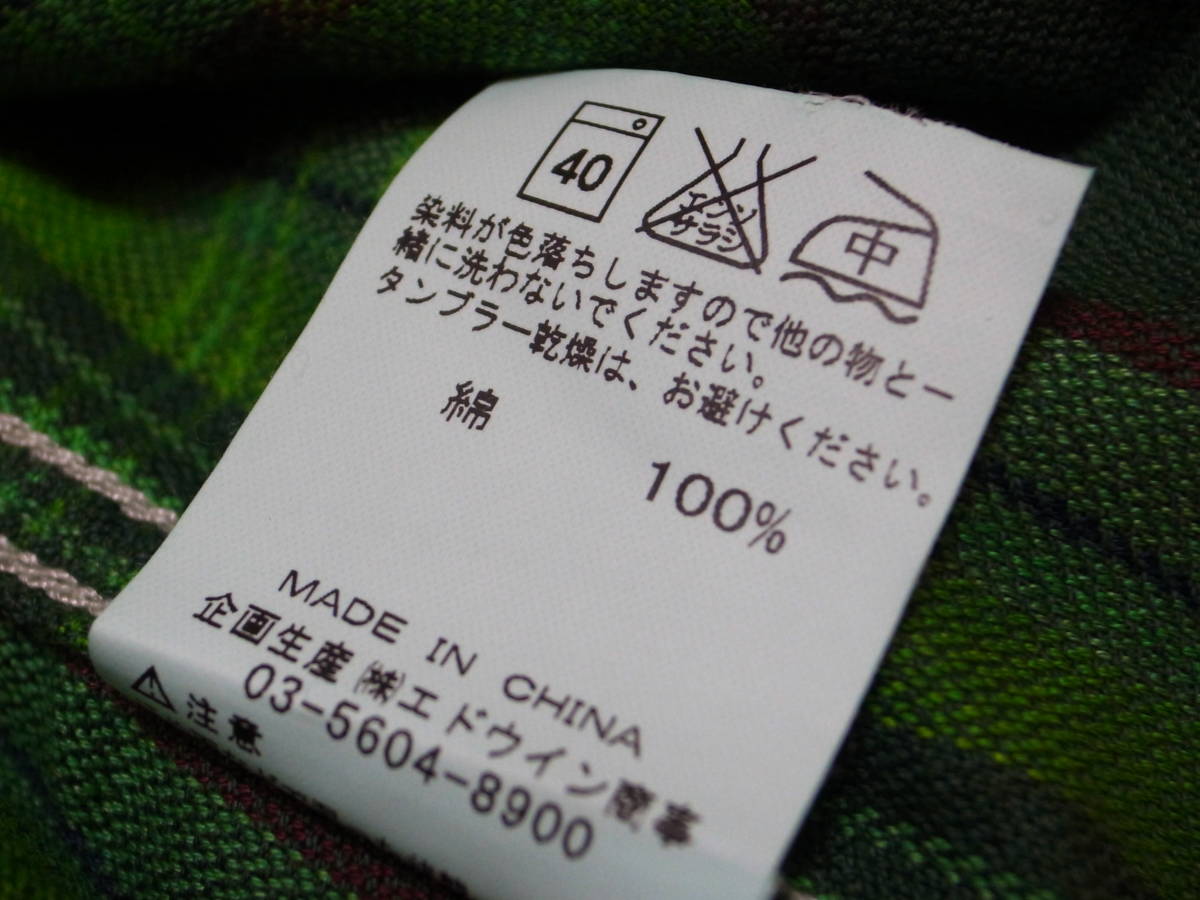 40
エンソ
サラシ
中
染料が色落ちしますので他の物と一
緒に洗わないでください。
タンブラー乾燥は、お避けください。
綿 100%
MADE IN CHINA
企画生産 ㈱エドウイン商事
03-5604-8900
⚠注意